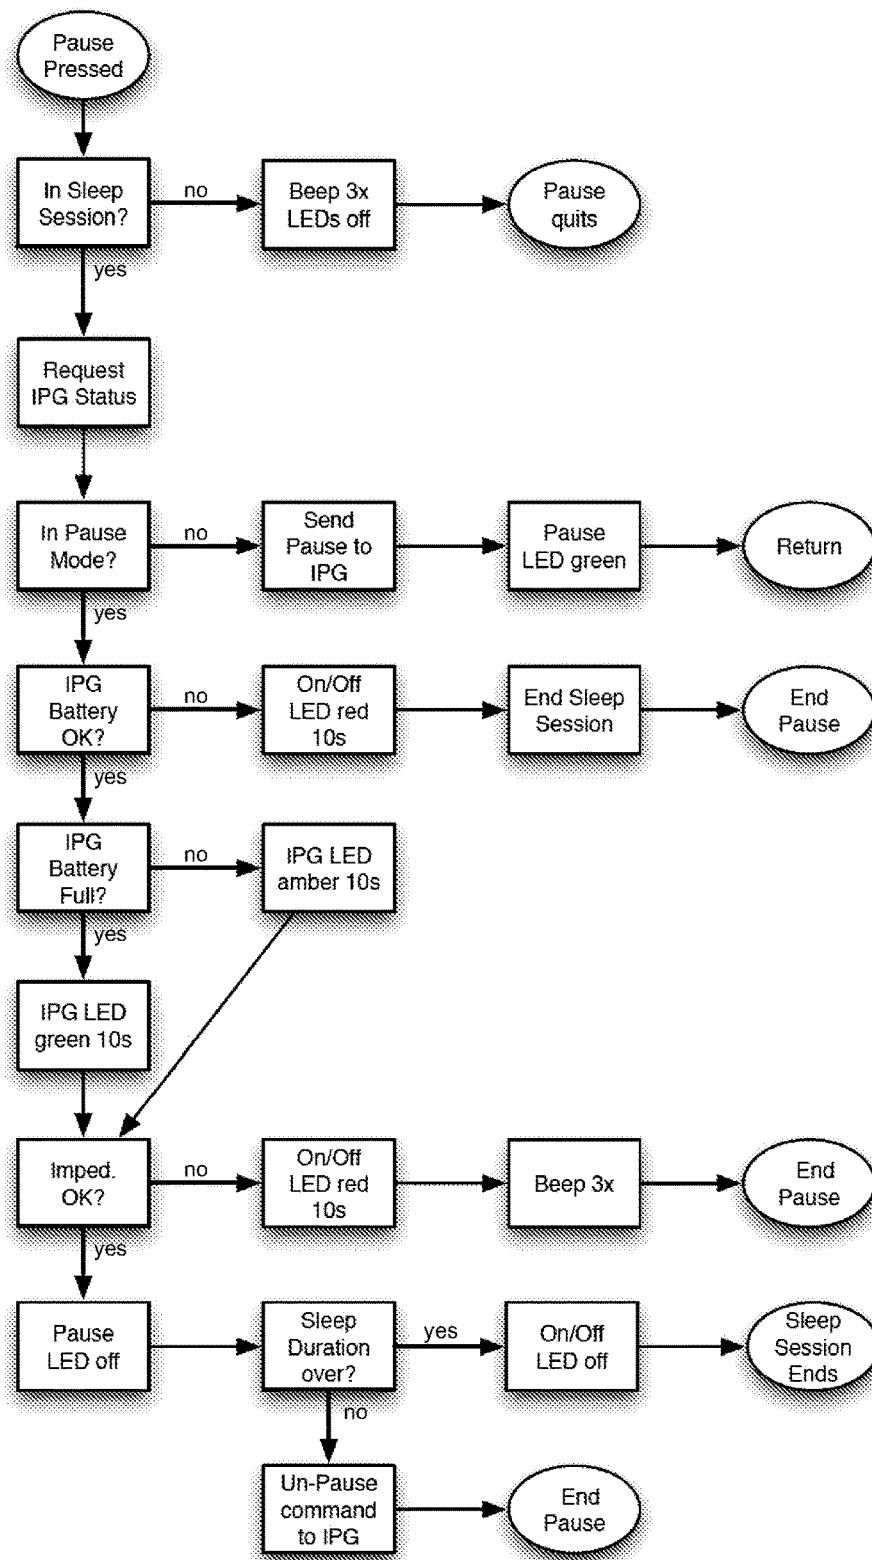 Pause
Pressed
In Sleep
Session?
no
Beep 3x
LEDs off
Pause
quits
yes
Request
IPG Status
In Pause
Mode?
no
Send
Pause to
IPG
Pause
LED green
Return
yes
IPG
Battery
OK?
no
On/Off
LED red
10s
End Sleep
Session
End
Pause
yes
IPG
Battery
Full?
no
IPG LED
amber 10s
yes
IPG LED
green 10s
Imped.
OK?
no
On/Off
LED red
10s
Beep 3x
End
Pause
yes
Pause
LED off
Sleep
Duration
over?
yes
On/Off
LED off
Sleep
Session
Ends
no
Un-Pause
command
to IPG
End
Pause